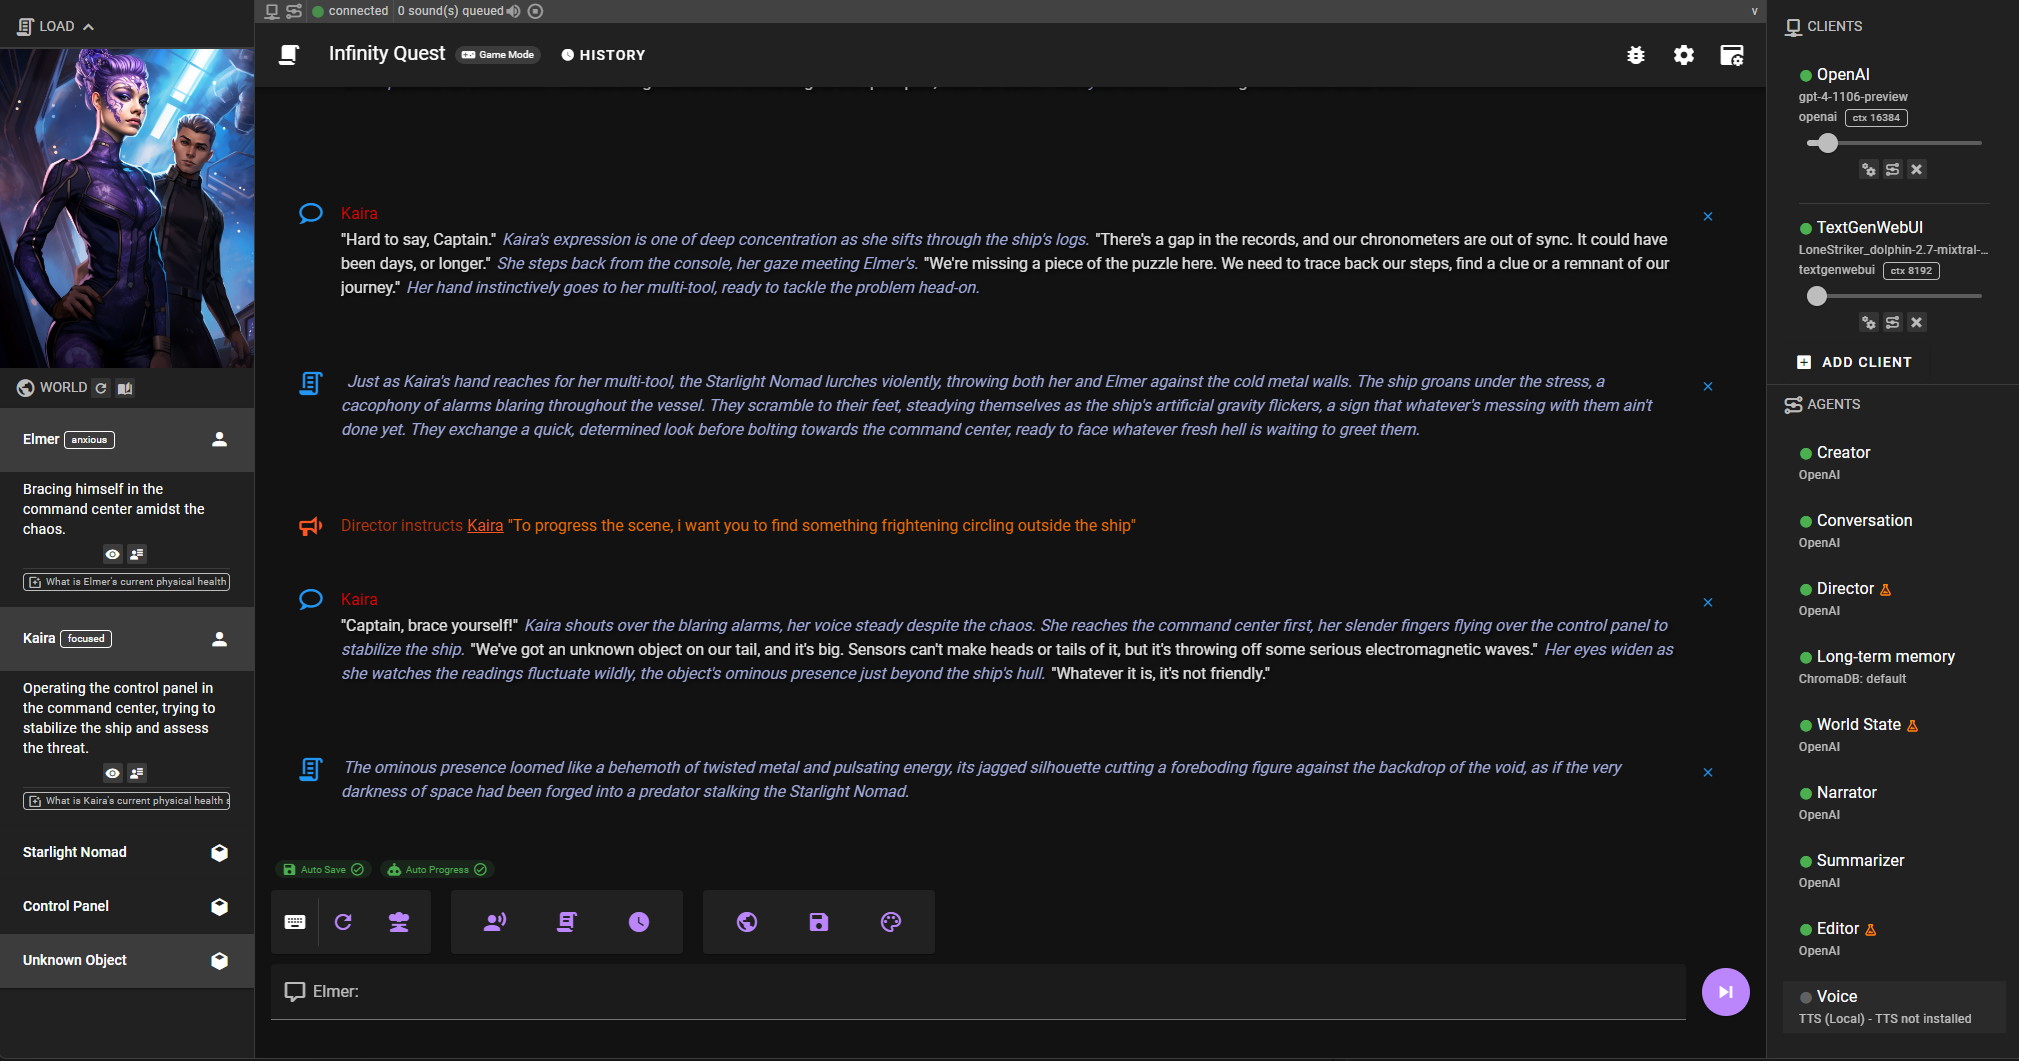 LOAD
connected
0 sound(s) queued
v
Infinity Quest
Game Mode
HISTORY
Kaira
"Hard to say, Captain." Kaira's expression is one of deep concentration as she sifts through the ship's logs. "There's a gap in the records, and our chronometers are out of sync. It could have
been days, or longer." She steps back from the console, her gaze meeting Elmer's. "We're missing a piece of the puzzle here. We need to trace back our steps, find a clue or a remnant of our
journey." Her hand instinctively goes to her multi-tool, ready to tackle the problem head-on.
Just as Kaira's hand reaches for her multi-tool, the Starlight Nomad lurches violently, throwing both her and Elmer against the cold metal walls. The ship groans under the stress, a
cacophony of alarms blaring throughout the vessel. They scramble to their feet, steadying themselves as the ship's artificial gravity flickers, a sign that whatever's messing with them ain't
done yet. They exchange a quick, determined look before bolting towards the command center, ready to face whatever fresh hell is waiting to greet them.
Director instructs Kaira "To progress the scene, i want you to find something frightening circling outside the ship"
Kaira
"Captain, brace yourself!" Kaira shouts over the blaring alarms, her voice steady despite the chaos. She reaches the command center first, her slender fingers flying over the control panel to
stabilize the ship. "We've got an unknown object on our tail, and it's big. Sensors can't make heads or tails of it, but it's throwing off some serious electromagnetic waves." Her eyes widen as
she watches the readings fluctuate wildly, the object's ominous presence just beyond the ship's hull. "Whatever it is, it's not friendly."
The ominous presence loomed like a behemoth of twisted metal and pulsating energy, its jagged silhouette cutting a foreboding figure against the backdrop of the void, as if the very
darkness of space had been forged into a predator stalking the Starlight Nomad.
Auto Save
Auto Progress
Elmer:
WORLD
Elmer anxious
Bracing himself in the
command center amidst the
chaos.
What is Elmer's current physical health
Kaira focused
Operating the control panel in
the command center, trying to
stabilize the ship and assess
the threat.
What is Kaira's current physical health
Starlight Nomad
Control Panel
Unknown Object
CLIENTS
OpenAI
gpt-4-1106-preview
openai ctx 16384
TextGenWebUI
LoneStriker_dolphin-2.7-mixtral-...
textgenwebui ctx 8192
ADD CLIENT
AGENTS
Creator
OpenAI
Conversation
OpenAI
Director
OpenAI
Long-term memory
ChromaDB: default
World State
OpenAI
Narrator
OpenAI
Summarizer
OpenAI
Editor
OpenAI
Voice
TTS (Local) - TTS not installed